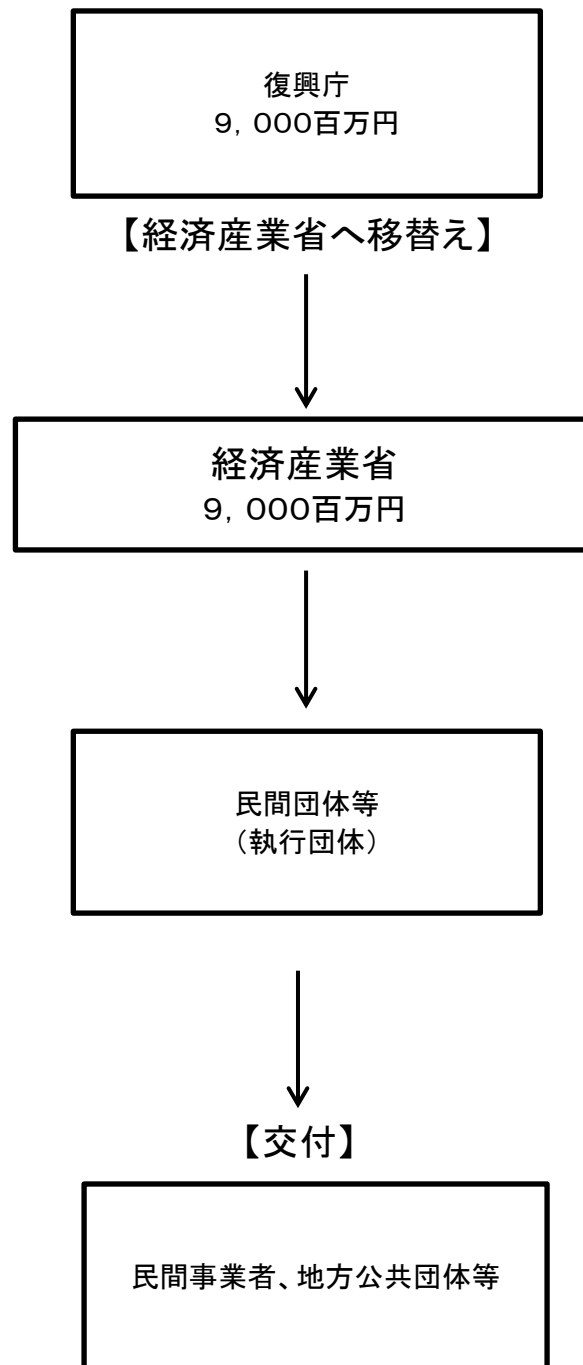 復興庁
9，000百万円
【経済産業省へ移替え】
経済産業省
9，000百万円
民間団体等
（執行団体）
【交付】
民間事業者、地方公共団体等